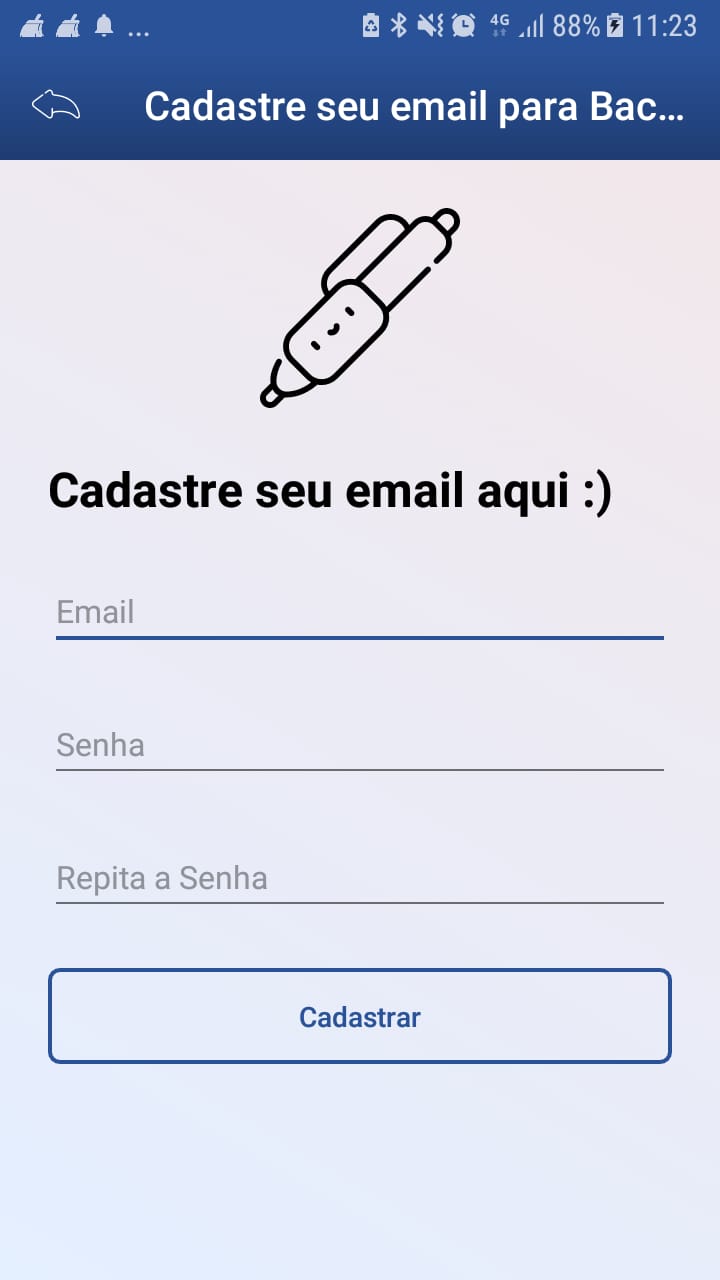 ... 4G 88% 11:23
Cadastre seu email para Bac...
Cadastre seu email aqui :)
Email
Senha
Repita a Senha
Cadastrar